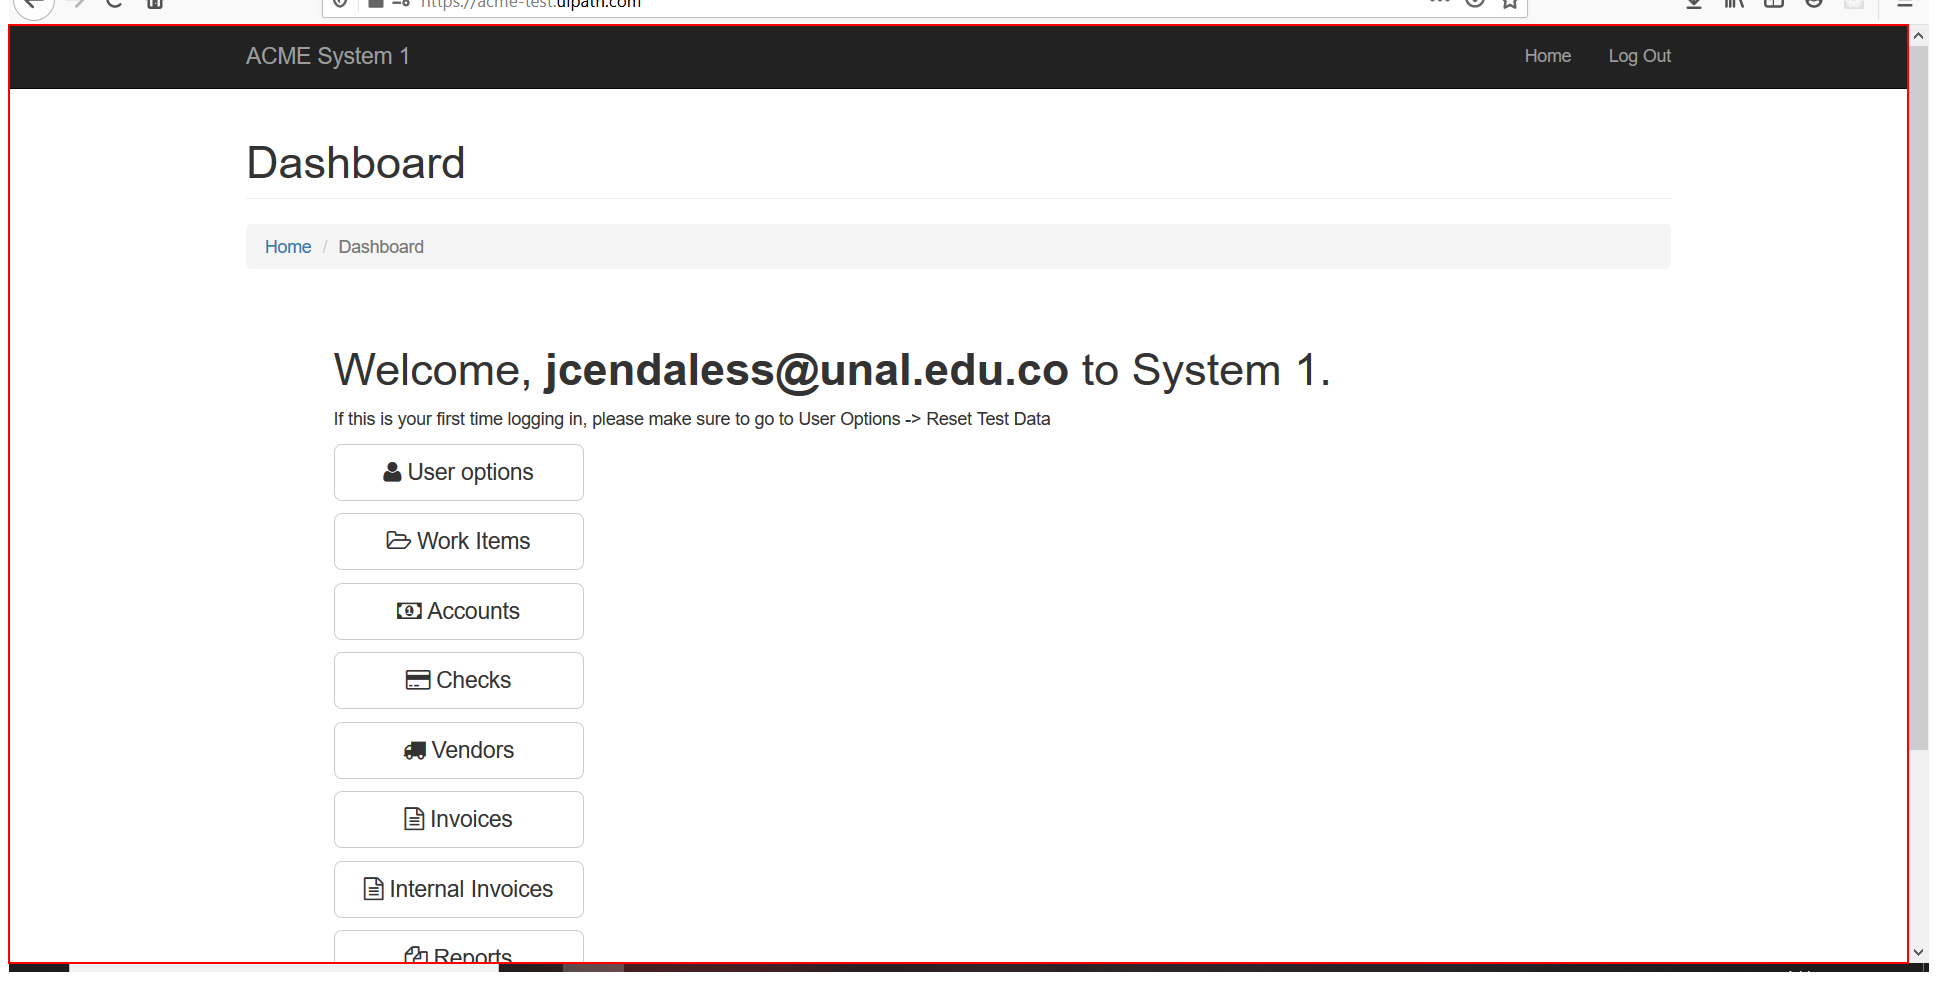 https://acme-test.uipath.com
ACME System 1
Home
Log Out
Dashboard
Home / Dashboard
Welcome, jcendaless@unal.edu.co to System 1.
If this is your first time logging in, please make sure to go to User Options -> Reset Test Data
User options
Work Items
Accounts
Checks
Vendors
Invoices
Internal Invoices
Reports